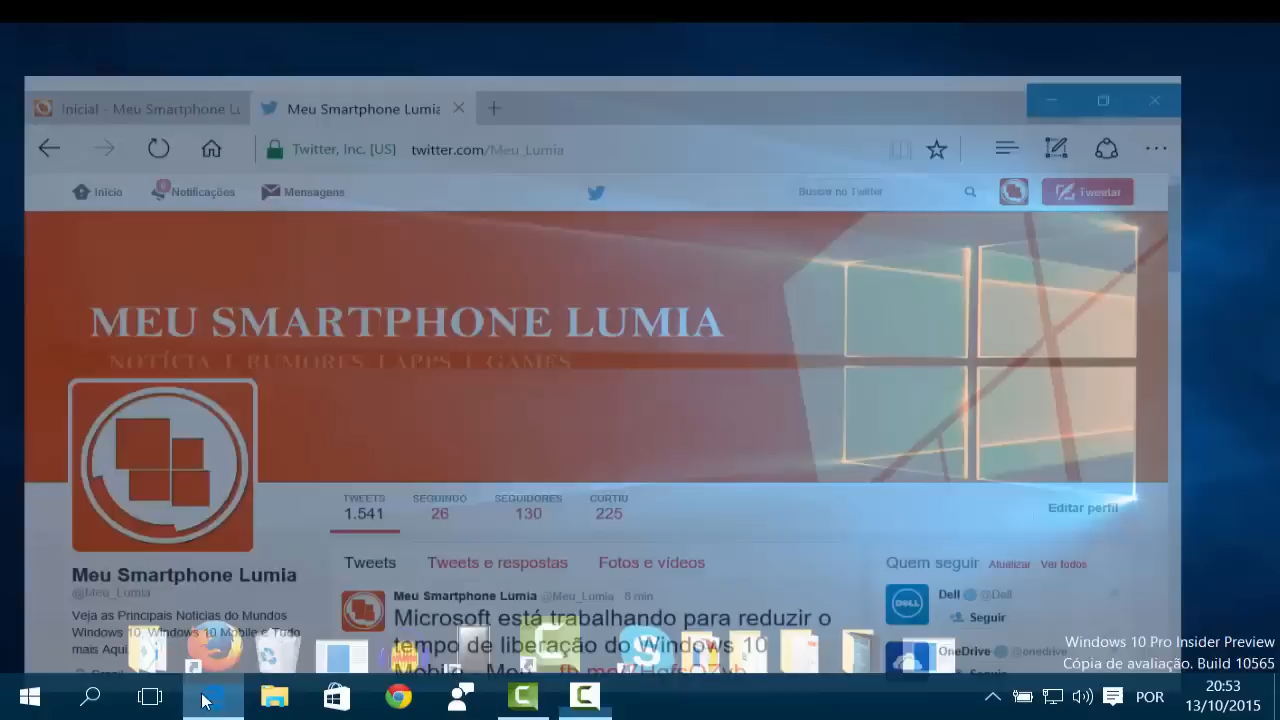 Inicial - Meu Smartphone Lu
Meu Smartphone Lumia
Twitter, Inc. [US] twitter.com/Meu_Lumia
Início Notificações Mensagens Buscar no Twitter Tweetar
MEU SMARTPHONE LUMIA
NOTÍCIA | RUMORES | APPS | GAMES
TWEETS SEGUINDO SEGUIDORES CURTIU
1.541 26 130 225
Editar perfil
Tweets Tweets e respostas Fotos e vídeos
Quem seguir Atualizar Ver todos
Meu Smartphone Lumia
@Meu_Lumia
Veja as Principais Notícias do Mundos
Windows 10, Windows 10 Mobile e Tudo
mais Aqui
Meu Smartphone Lumia @Meu_Lumia 8 min
Microsoft está trabalhando para reduzir o
tempo de liberação do Windows 10
Dell @Dell
Seguir
DELL
OneDrive @onedrive
Windows 10 Pro Insider Preview
Cópia de avaliação. Build 10565
POR
20:53
13/10/2015